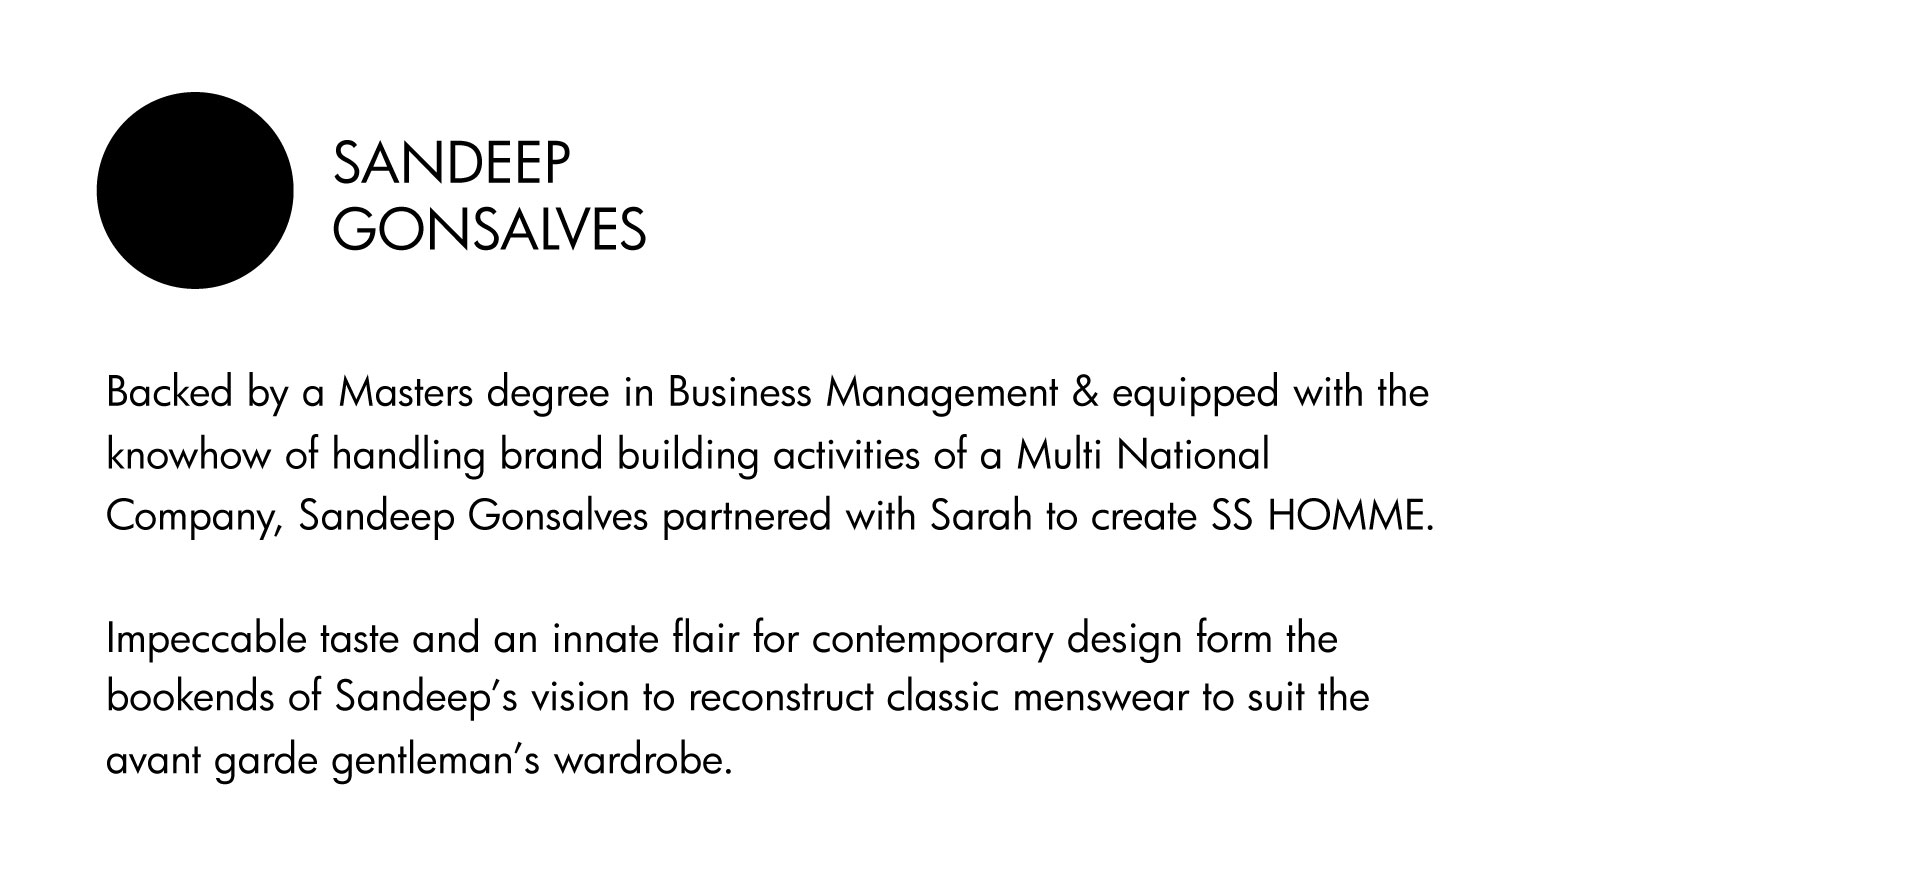 SANDEEP
GONSALVES
Backed by a Masters degree in Business Management & equipped with the
knowhow of handling brand building activities of a Multi National
Company, Sandeep Gonsalves partnered with Sarah to create SS HOMME.
Impeccable taste and an innate flair for contemporary design form the
bookends of Sandeep’s vision to reconstruct classic menswear to suit the
avant garde gentleman’s wardrobe.